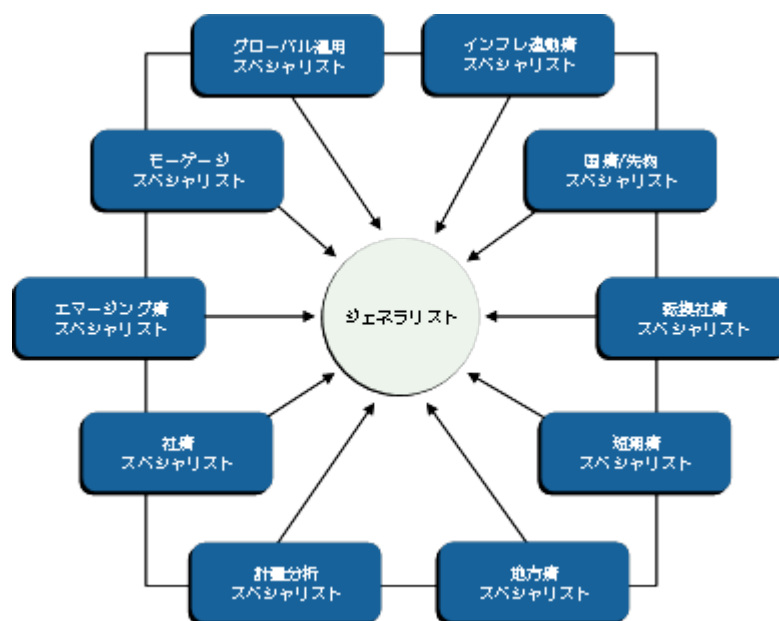 グローバル運用
スペシャリスト
インフレ連動債
スペシャリスト
モーゲージ
スペシャリスト
国債/先物
スペシャリスト
エマージング債
スペシャリスト
ジェネラリスト
転換社債
スペシャリスト
社債
スペシャリスト
短期債
スペシャリスト
計量分析
スペシャリスト
地方債
スペシャリスト